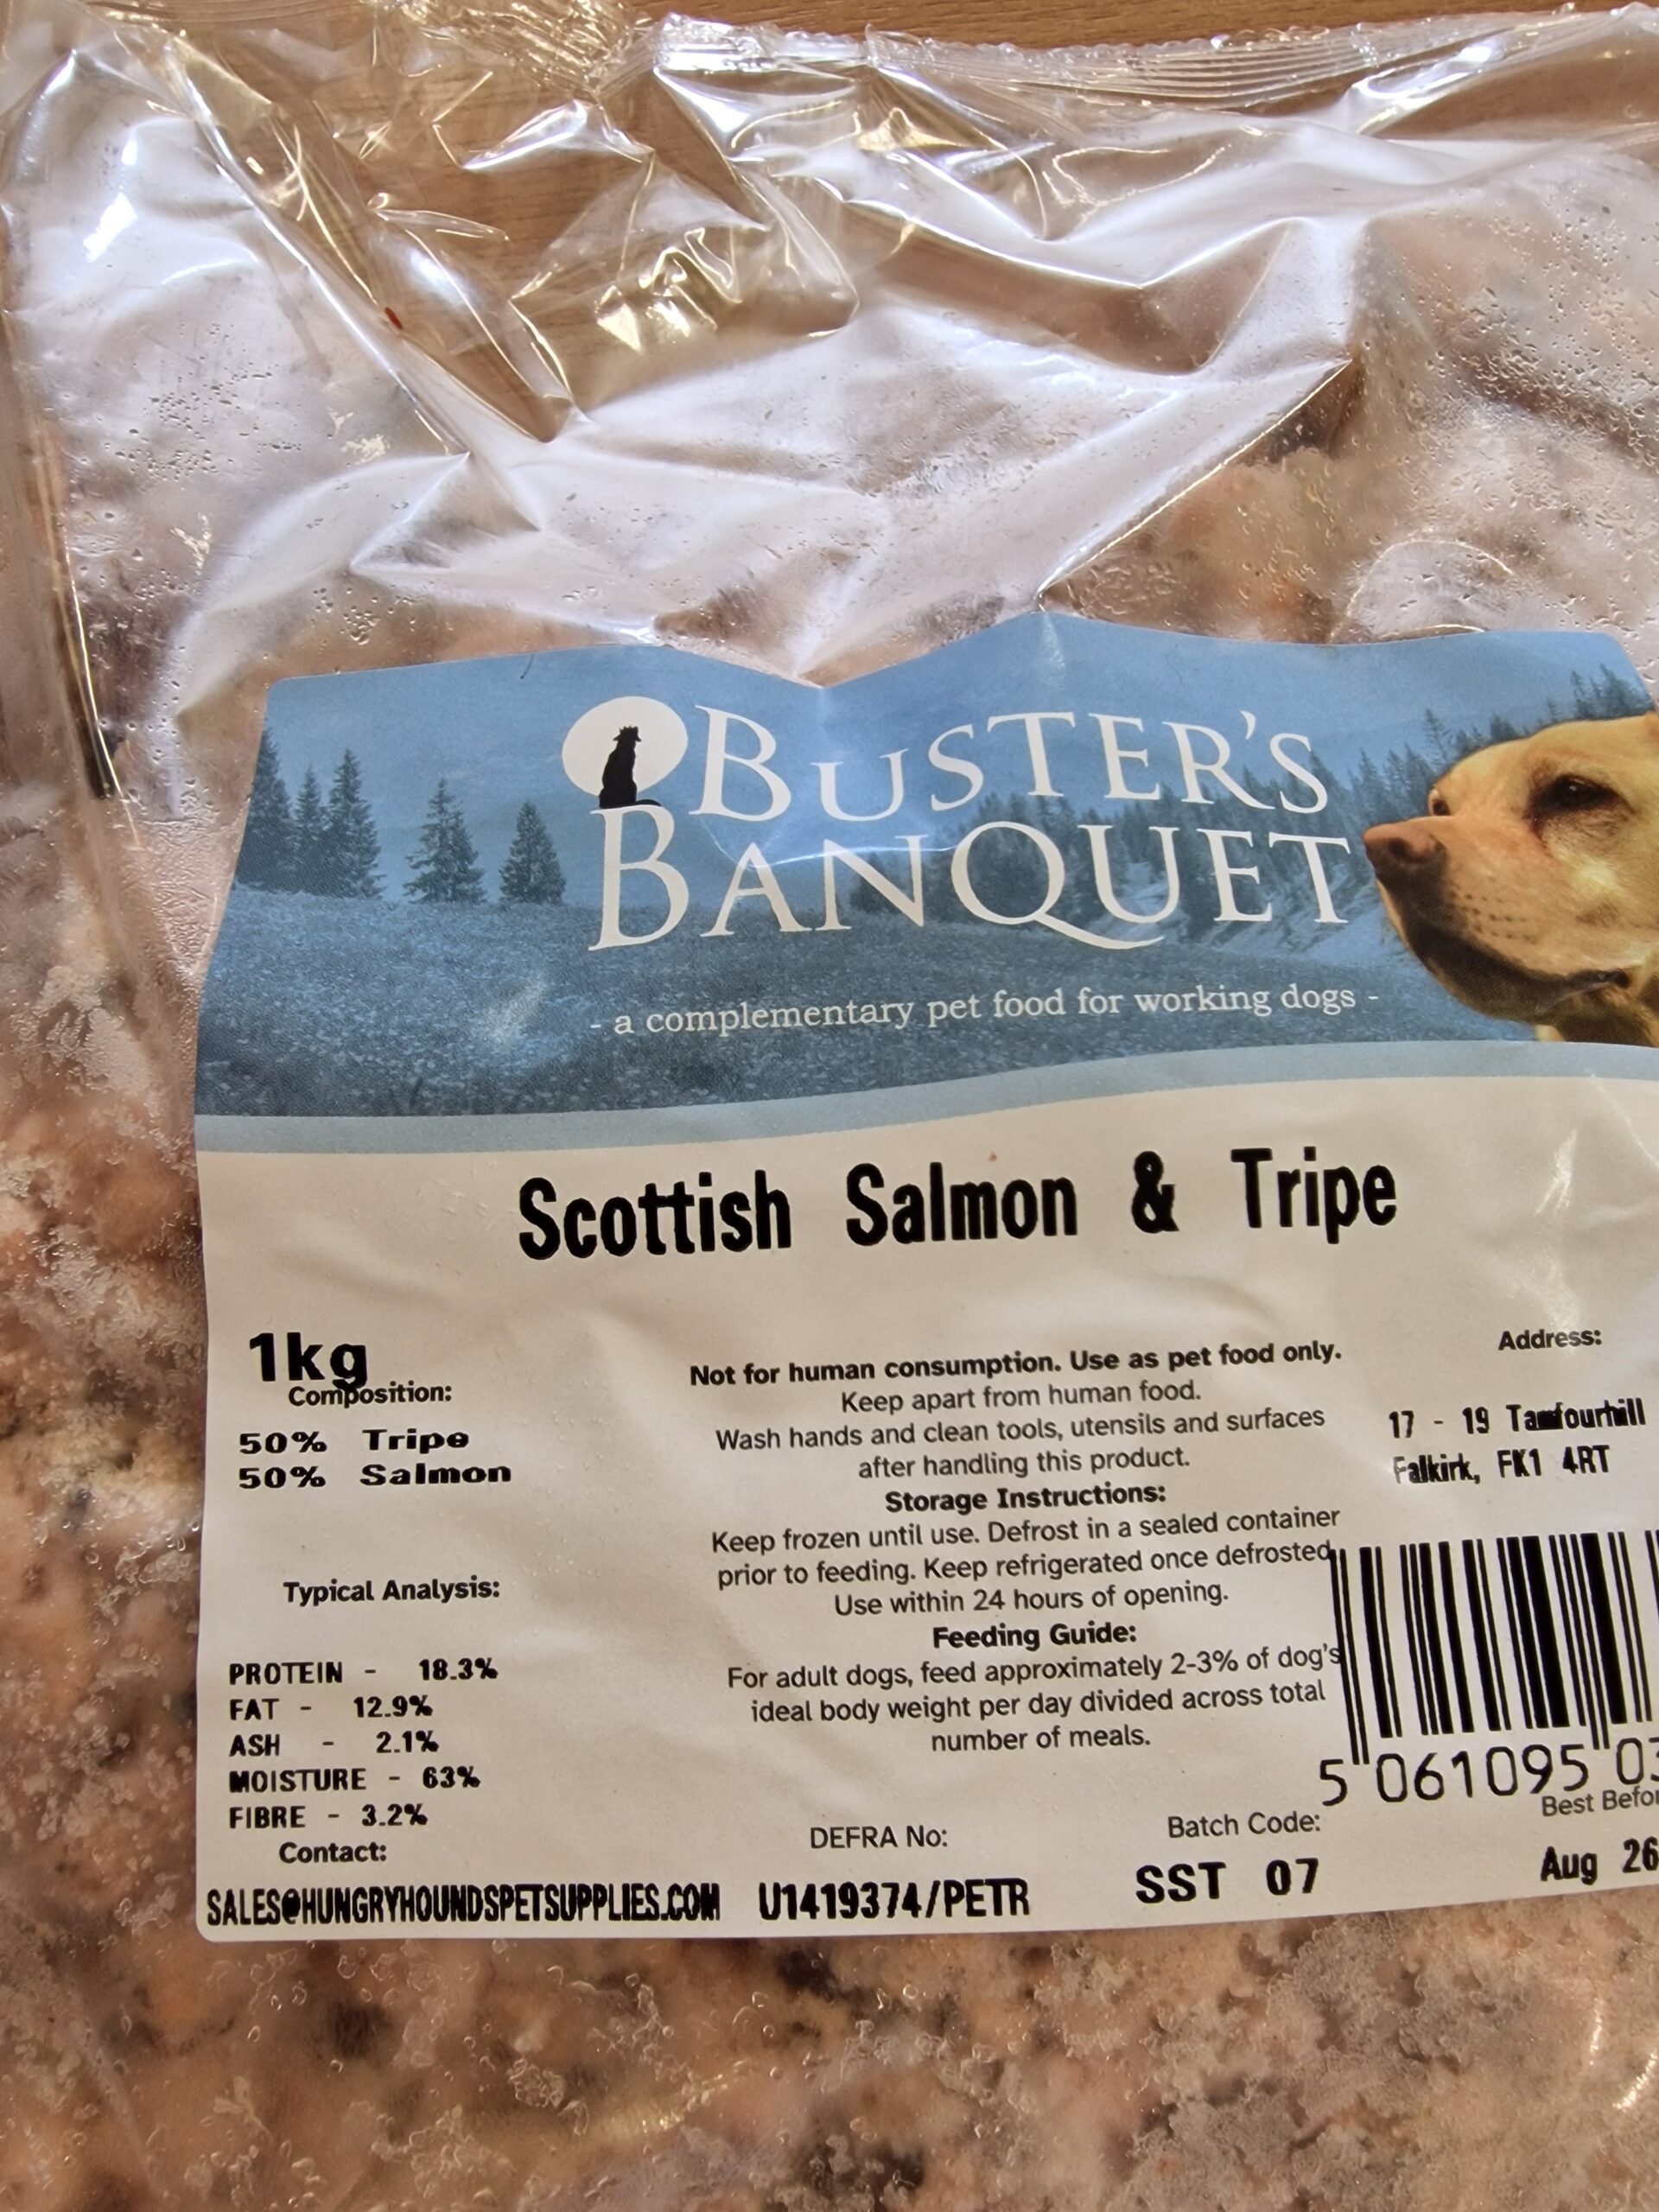 BUSTER'S
BANQUET
- a complementary pet food for working dogs -
Scottish Salmon & Tripe
1kg
Composition:
50% Tripe
50% Salmon
Typical Analysis:
PROTEIN - 18.3%
FAT - 12.9%
ASH - 2.1%
MOISTURE - 63%
FIBRE - 3.2%
Contact:
SALES@HUNGRYHOUNDSPETSUPPLIES.COM
Not for human consumption. Use as pet food only.
Keep apart from human food.
Wash hands and clean tools, utensils and surfaces
after handling this product.
Storage Instructions:
Keep frozen until use. Defrost in a sealed container
prior to feeding. Keep refrigerated once defrosted.
Use within 24 hours of opening.
Feeding Guide:
For adult dogs, feed approximately 2-3% of dog's
ideal body weight per day divided across total
number of meals.
DEFRA No:
U1419374/PETR
Batch Code:
SST 07
Address:
17 - 19 Tamfourhill
Falkirk, FK1 4RT
5 061095 03
Best Befor
Aug 26